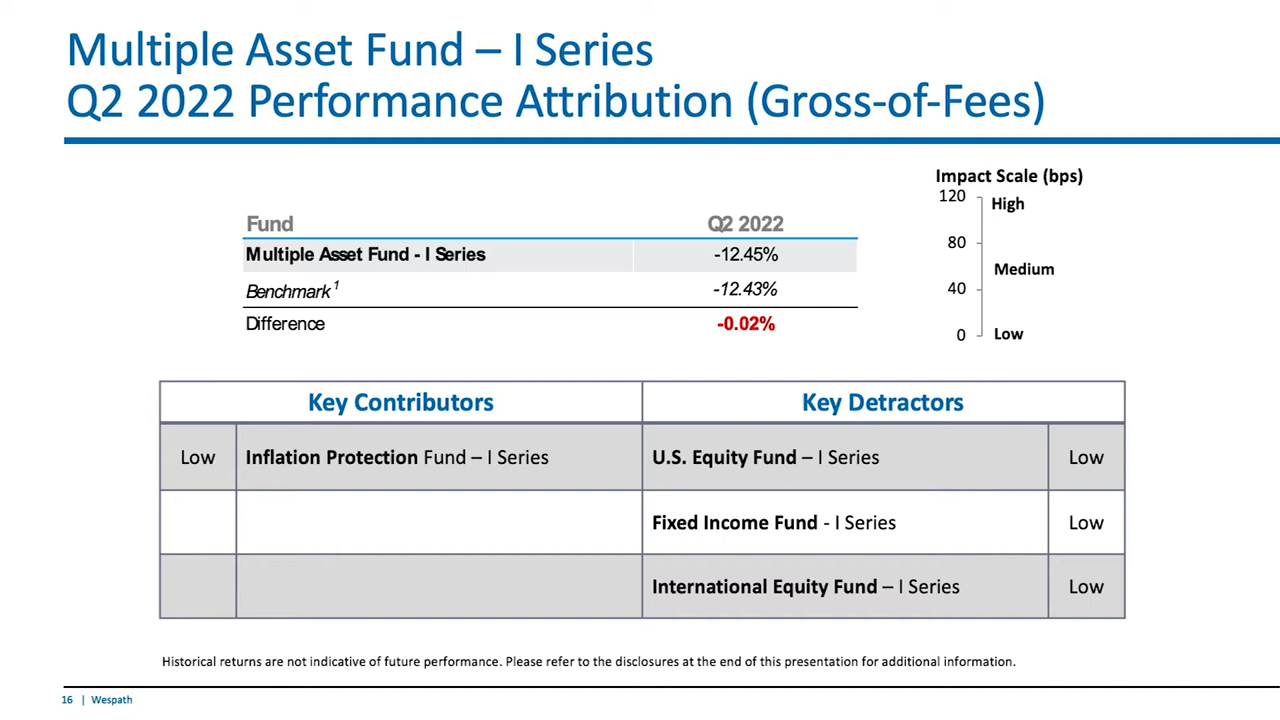 Multiple Asset Fund – I Series
Q2 2022 Performance Attribution (Gross-of-Fees)
Impact Scale (bps)
120 High
80
Medium
40
0 Low
Fund Q2 2022
Multiple Asset Fund - I Series -12.45%
Benchmark 1 -12.43%
Difference -0.02%
Key Contributors Key Detractors
Low Inflation Protection Fund – I Series U.S. Equity Fund – I Series Low
Fixed Income Fund - I Series Low
International Equity Fund – I Series Low
Historical returns are not indicative of future performance. Please refer to the disclosures at the end of this presentation for additional information.
16 | Wespath